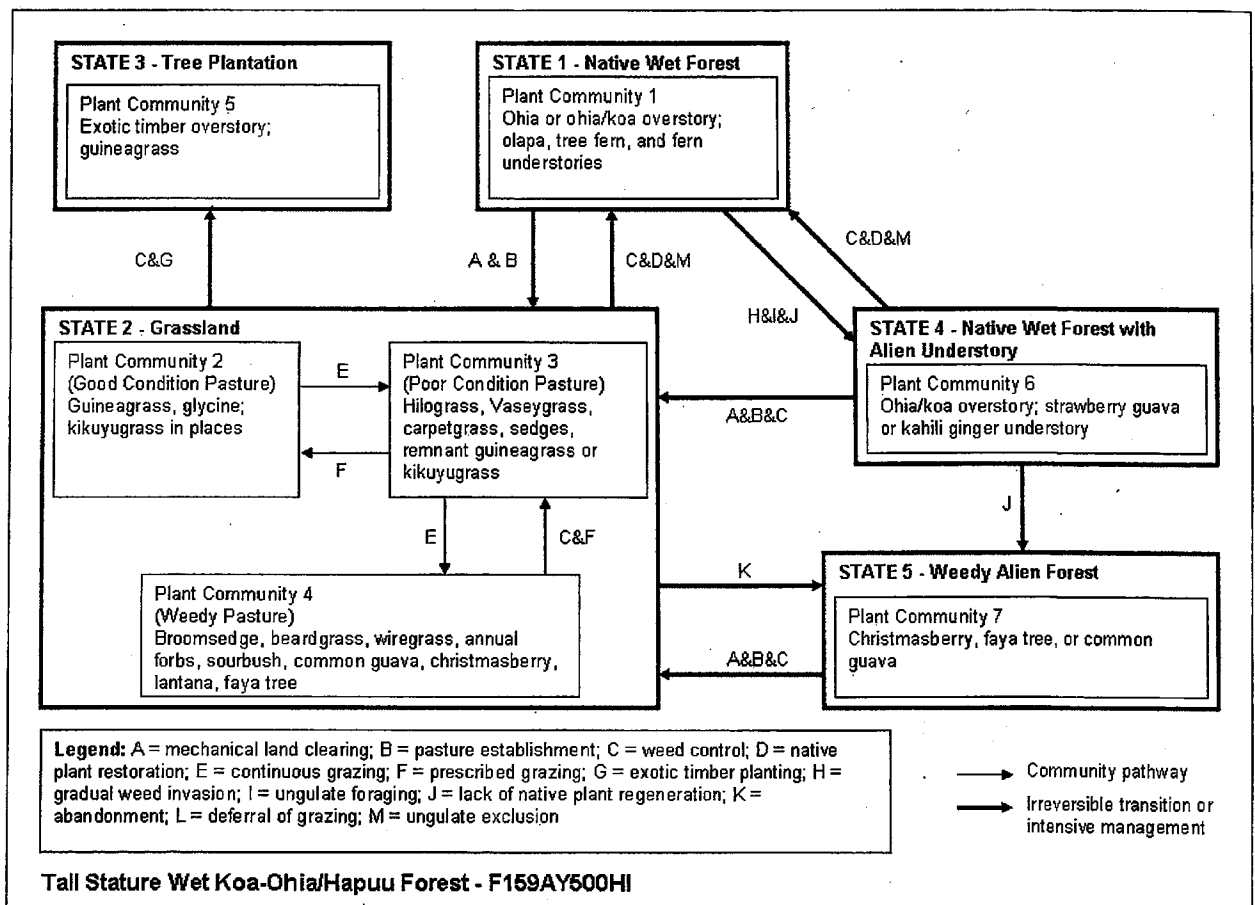 STATE 3 - Tree Plantation
Plant Community 5
Exotic timber overstory;
guineagrass
STATE 1 - Native Wet Forest
Plant Community 1
Ohia or ohia/koa overstory;
olapa, tree fern, and fern
understories
C&G
A & B
C&D&M
C&D&M
H&I&J
STATE 2 - Grassland
Plant Community 2
(Good Condition Pasture)
Guineagrass, glycine;
kikuyugrass in places
E
F
Plant Community 3
(Poor Condition Pasture)
Hilograss, Vaseygrass,
carpetgrass, sedges,
remnant guineagrass or
kikuyugrass
E
C&F
Plant Community 4
(Weedy Pasture)
Broomsedge, beardgrass, wiregrass, annual
forbs, sourbush, common guava, christmasberry,
lantana, faya tree
STATE 4 - Native Wet Forest with
Alien Understory
Plant Community 6
Ohia/koa overstory; strawberry guava
or kahili ginger understory
A&B&C
J
K
A&B&C
STATE 5 - Weedy Alien Forest
Plant Community 7
Christmasberry, faya tree, or common
guava
Legend: A = mechanical land clearing; B = pasture establishment; C = weed control; D = native
plant restoration; E = continuous grazing; F = prescribed grazing; G = exotic timber planting; H =
gradual weed invasion; I = ungulate foraging; J = lack of native plant regeneration; K =
abandonment; L = deferral of grazing; M = ungulate exclusion
Community pathway
Irreversible transition or
intensive management
Tall Stature Wet Koa-Ohia/Hapuu Forest - F159AY500HI